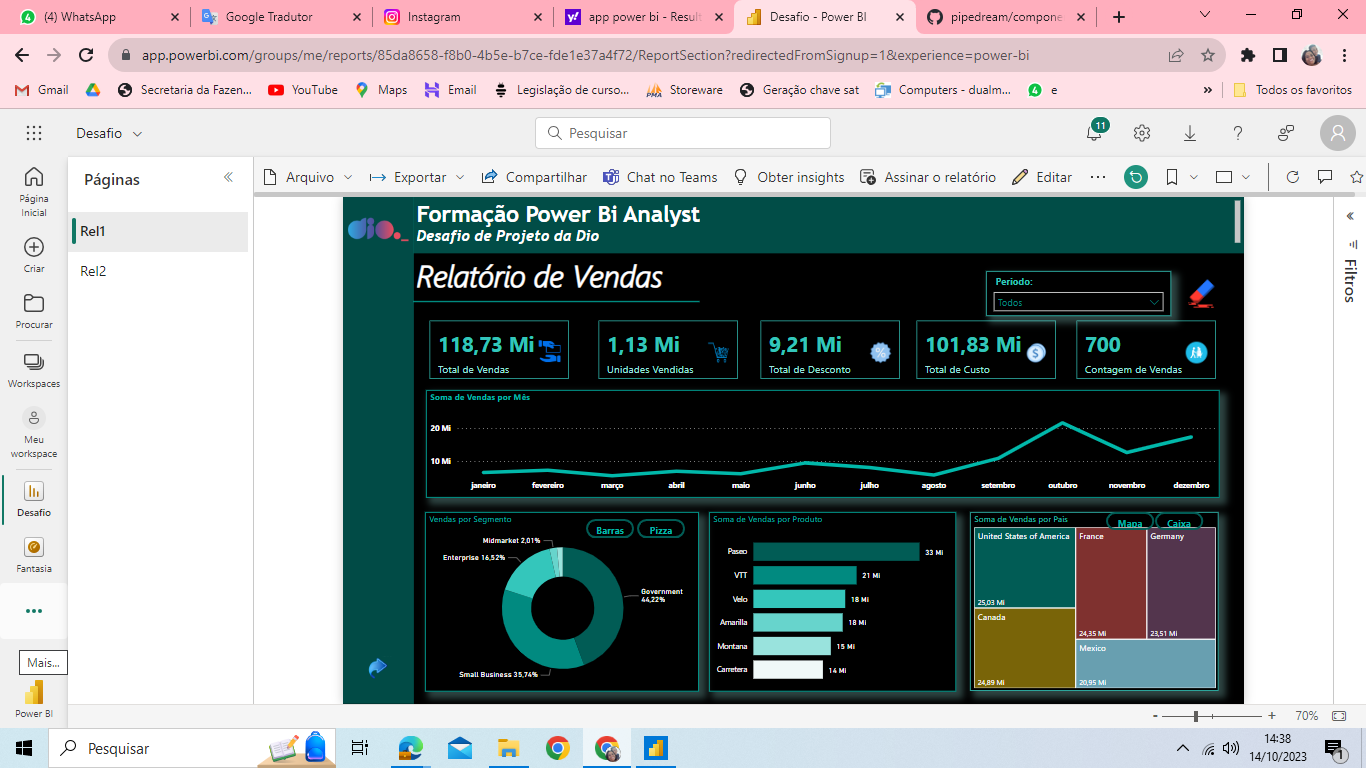 (4) WhatsApp
Google Tradutor
Instagram
app power bi - Result
Desafio - Power BI
pipedream/compone
app.powerbi.com/groups/me/reports/85da8658-f8b0-4b5e-b7ce-fde1e37a4f72/ReportSection?redirectedFromSignup=1&experience=power-bi
Gmail
Secretaria da Fazen...
YouTube
Maps
Email
Legislação de curso...
PMA
Storeware
Geração chave sat
Computers - dualm...
4 e
»
Todos os favoritos
Desafio
Pesquisar
11
Página
Inicial
Criar
Procurar
Workspaces
Meu
workspace
Desafio
Fantasia
Mais...
Power BI
Páginas
Rel1
Rel2
Arquivo
Exportar
Compartilhar
Chat no Teams
Obter insights
Assinar o relatório
Editar
Filtros
dio._
Formação Power Bi Analyst
Desafio de Projeto da Dio
Relatório de Vendas
Período:
Todos
118,73 Mi
Total de Vendas
1,13 Mi
Unidades Vendidas
9,21 Mi
Total de Desconto
101,83 Mi
Total de Custo
700
Contagem de Vendas
Soma de Vendas por Mês
20 Mi
10 Mi
janeiro fevereiro março abril maio junho julho agosto setembro outubro novembro dezembro
Vendas por Segmento
Barras
Pizza
Midmarket 2,01%
Enterprise 16,52%
Government
44,22%
Small Business 35,74%
Soma de Vendas por Produto
Paseo 33 Mi
VTT 21 Mi
Velo 18 Mi
Amarilla 18 Mi
Montana 15 Mi
Carretera 14 Mi
Soma de Vendas por País
Mapa
Caixa
United States of America
25,03 Mi
France
24,35 Mi
Germany
23,51 Mi
Canada
24,89 Mi
Mexico
20,95 Mi
- + 70%
Pesquisar
14:38
14/10/2023
1